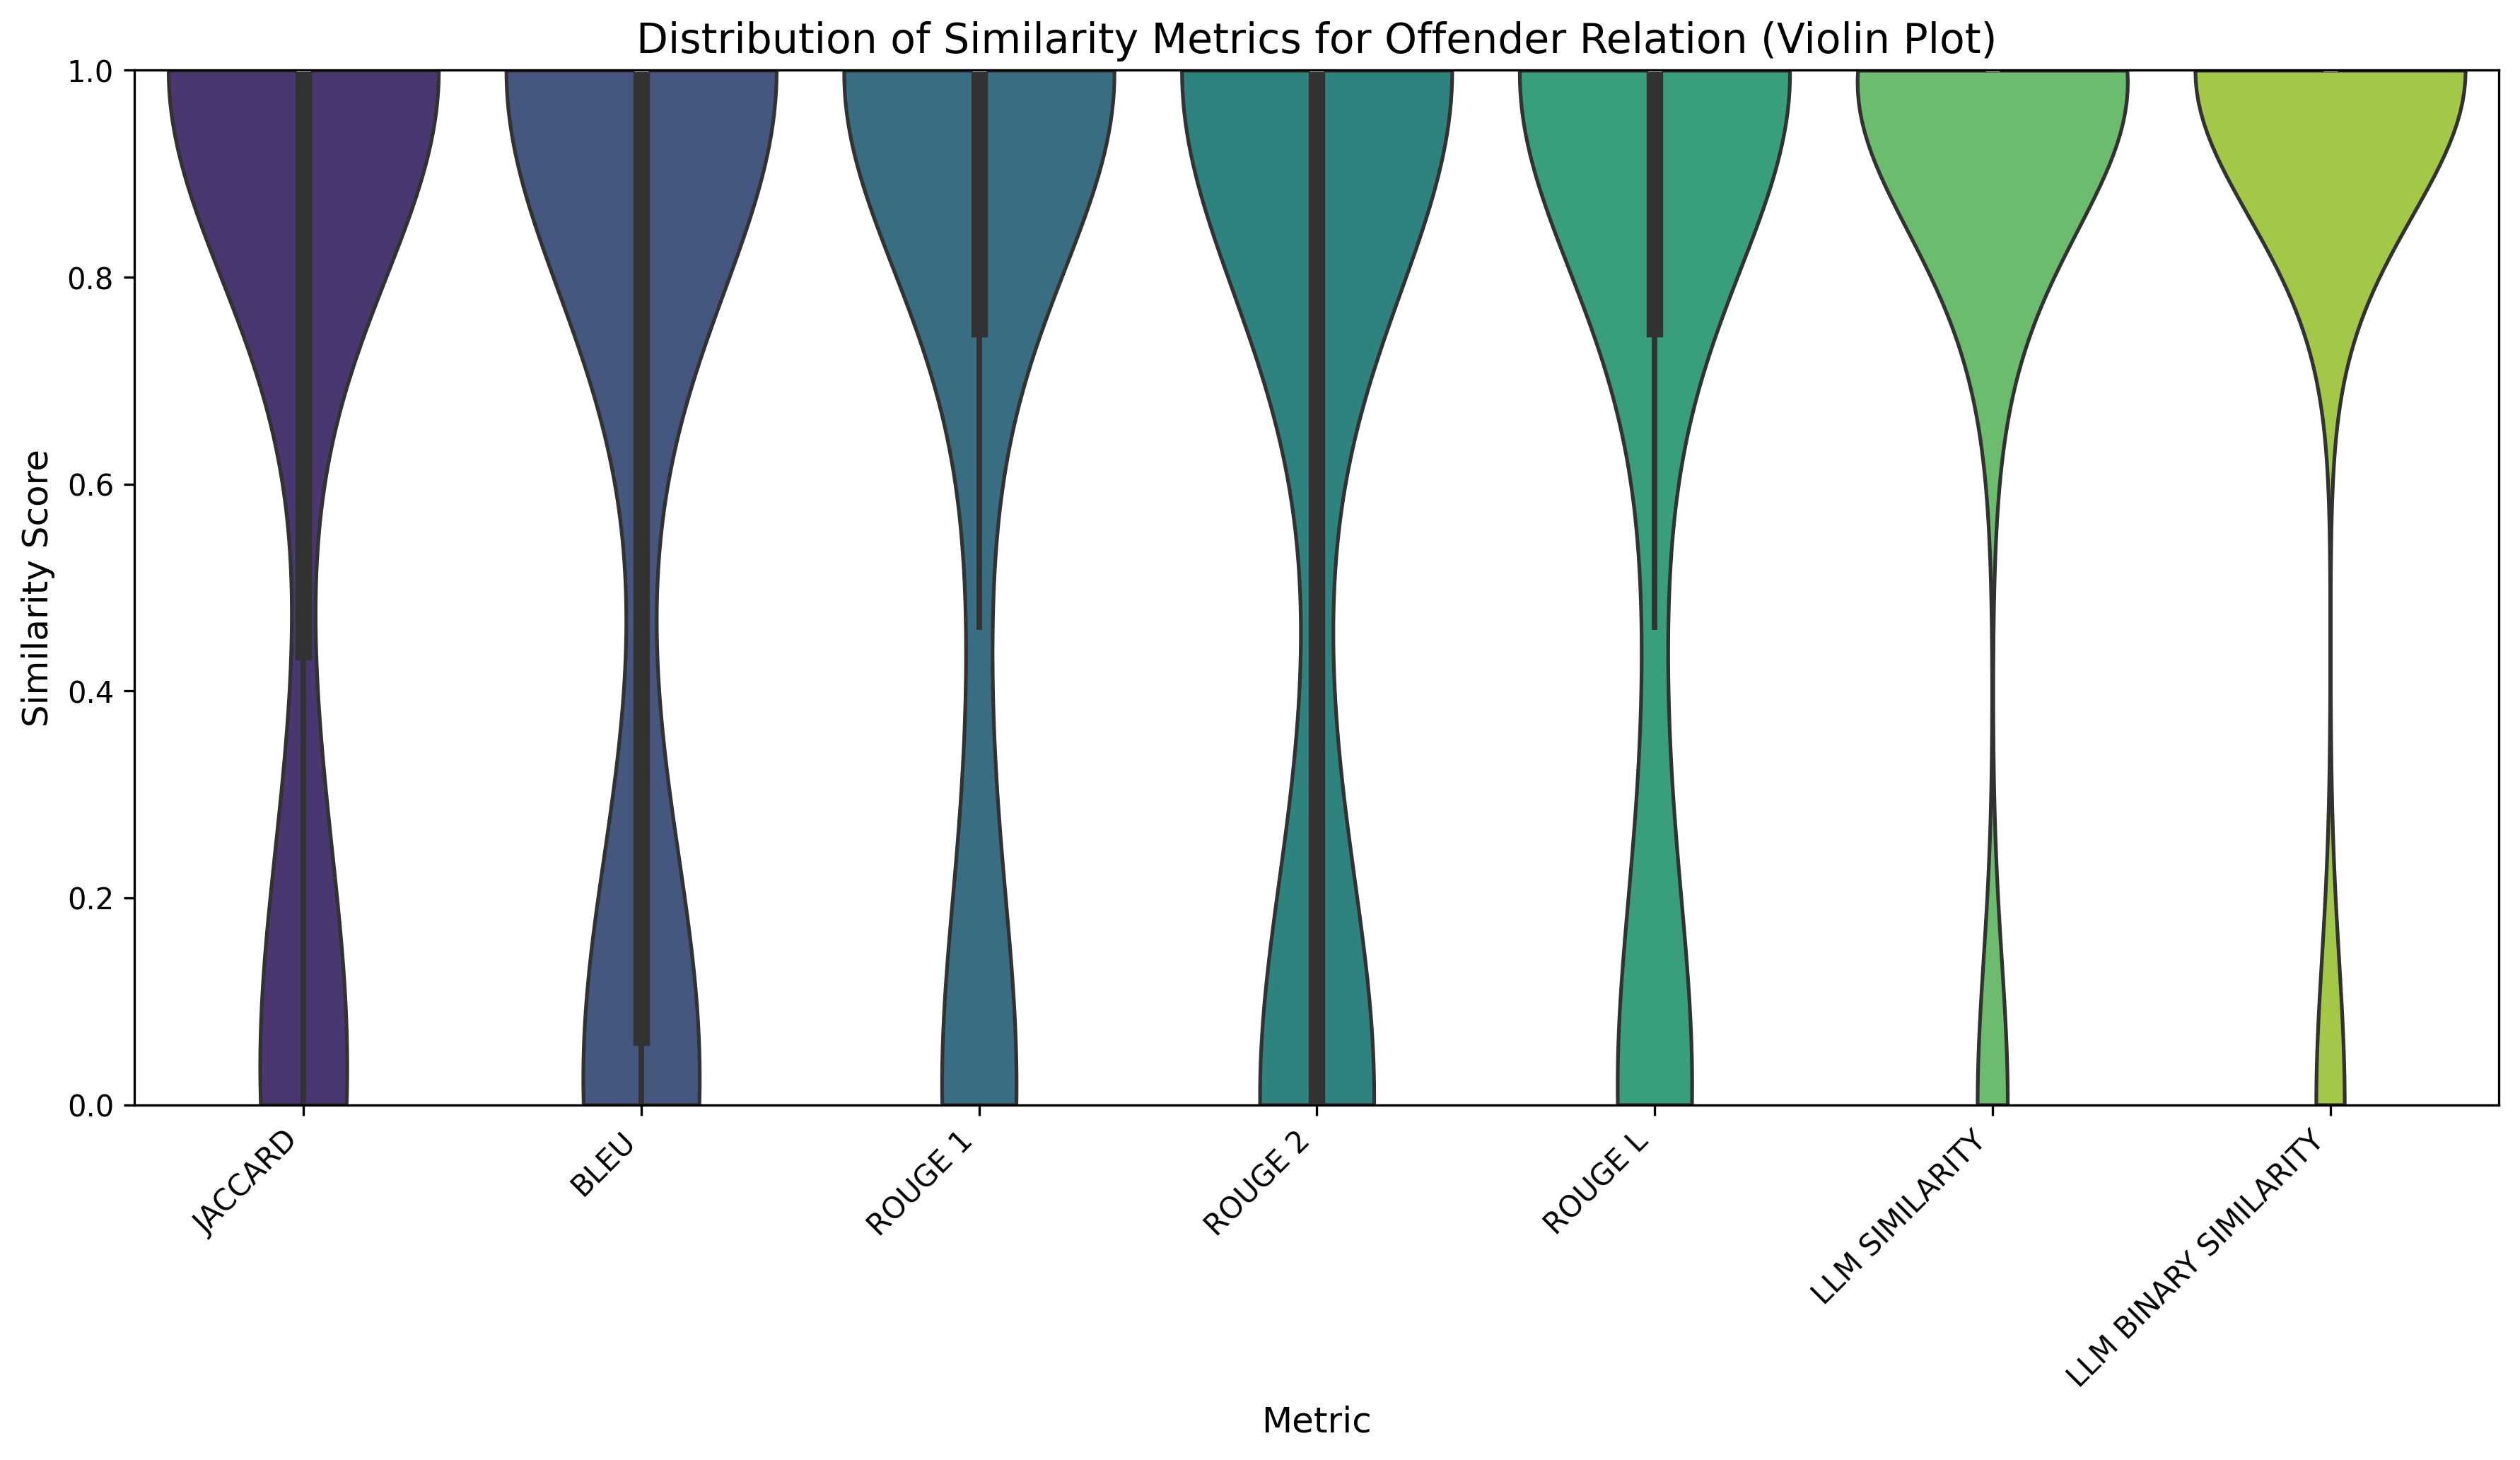 Distribution of Similarity Metrics for Offender Relation (Violin Plot)
1.0
0.8
0.6
0.4
0.2
0.0
Similarity Score
JACCARD
BLEU
ROUGE 1
ROUGE 2
ROUGE L
LLM SIMILARITY
LLM BINARY SIMILARITY
Metric